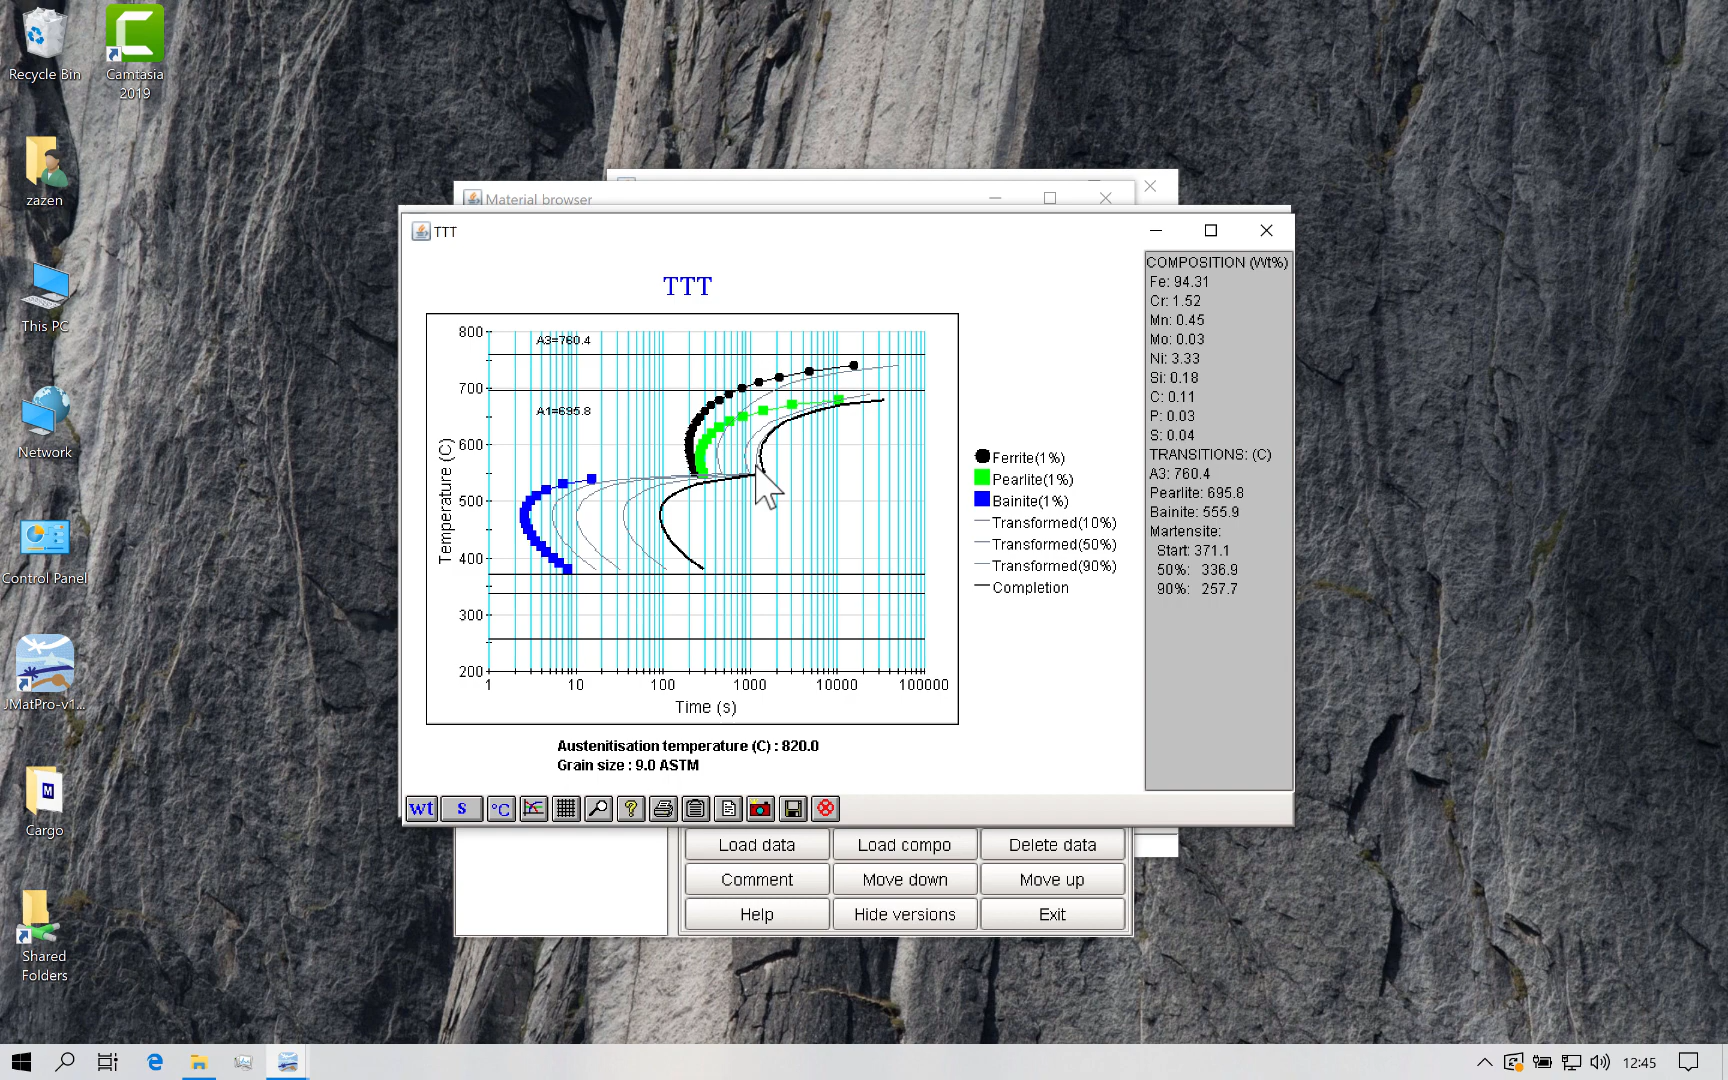 Recycle Bin
Camtasia
2019
zazen
This PC
Network
Control Panel
JMatPro-v1...
Cargo
Shared
Folders
Material browser
TTT
TTT
800
700
600
500
400
300
200
Temperature (C)
A3=760.4
A1=695.8
1
10
100
1000
10000
100000
Time (s)
Ferrite(1%)
Pearlite(1%)
Bainite(1%)
Transformed(10%)
Transformed(50%)
Transformed(90%)
Completion
Austenitisation temperature (C) : 820.0
Grain size : 9.0 ASTM
COMPOSITION (Wt%)
Fe: 94.31
Cr: 1.52
Mn: 0.45
Mo: 0.03
Ni: 3.33
Si: 0.18
C: 0.11
P: 0.03
S: 0.04
TRANSITIONS: (C)
A3: 760.4
Pearlite: 695.8
Bainite: 555.9
Martensite:
Start: 371.1
50%: 336.9
90%: 257.7
wt
s
°C
?
Load data
Load compo
Delete data
Comment
Move down
Move up
Help
Hide versions
Exit
12:45